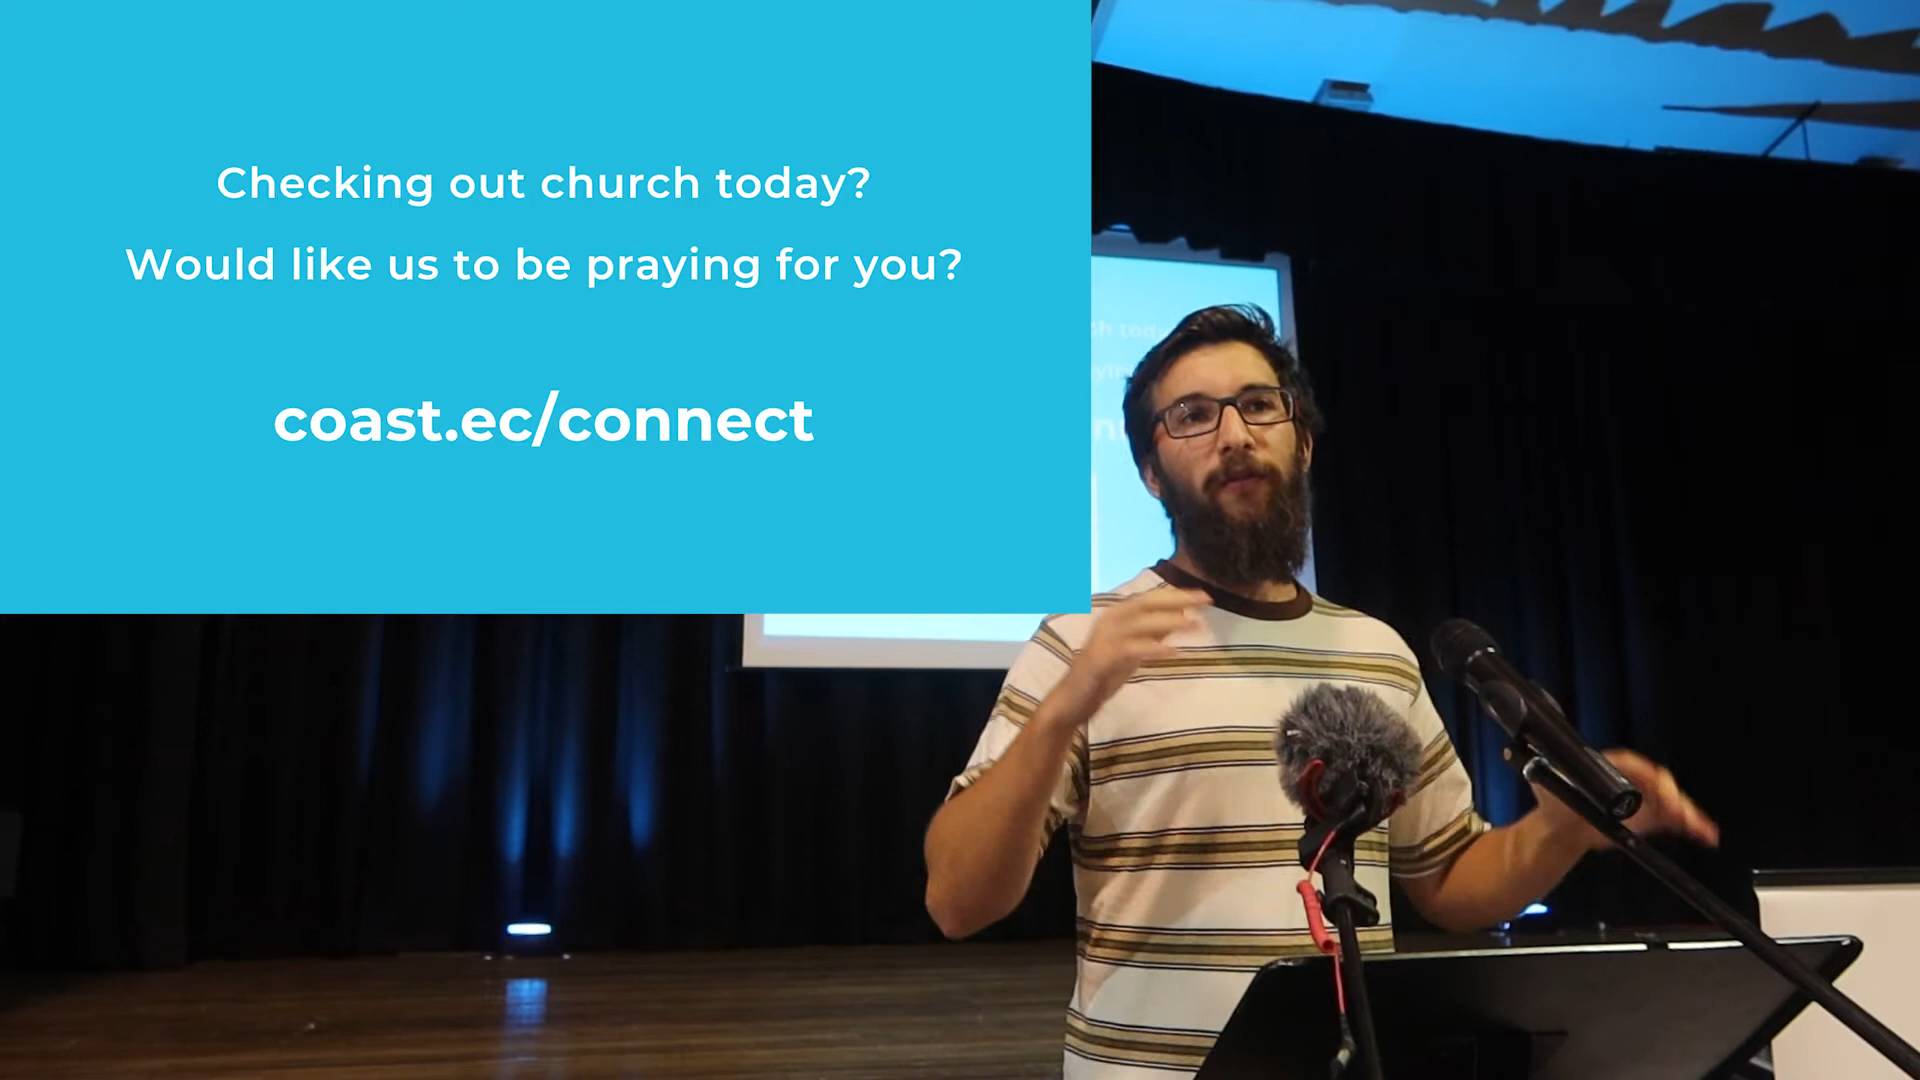 Checking out church today?
Would like us to be praying for you?
coast.ec/connect